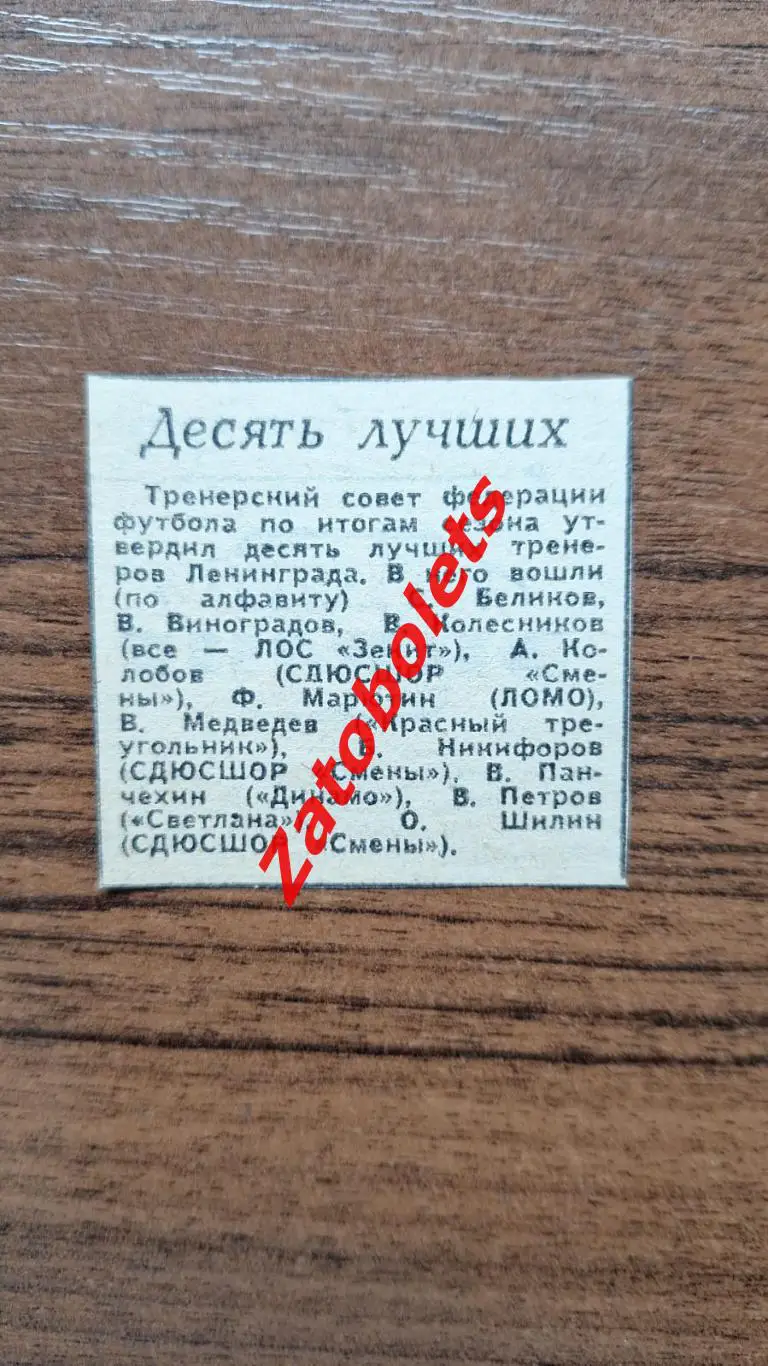 Десять лучших
Тренерский совет федерации
футбола по итогам сезона ут-
вердил десять лучших трене-
ров Ленинграда. В него вошли
(по алфавиту) Беликов,
В. Виноградов, В. Колесников
(все — ЛОС «Зенит»), А. Ко-
лобов (СДЮСШОР «Сме-
ны»), Ф. Мартотин (ЛОМО),
В. Медведев («Красный тре-
угольник»), Никифоров
(СДЮСШОР «Смены»), В. Пан-
чехин («Динамо»), В. Петров
(«Светлана»), О. Шилин
(СДЮСШОР «Смены»).
Zatobolets